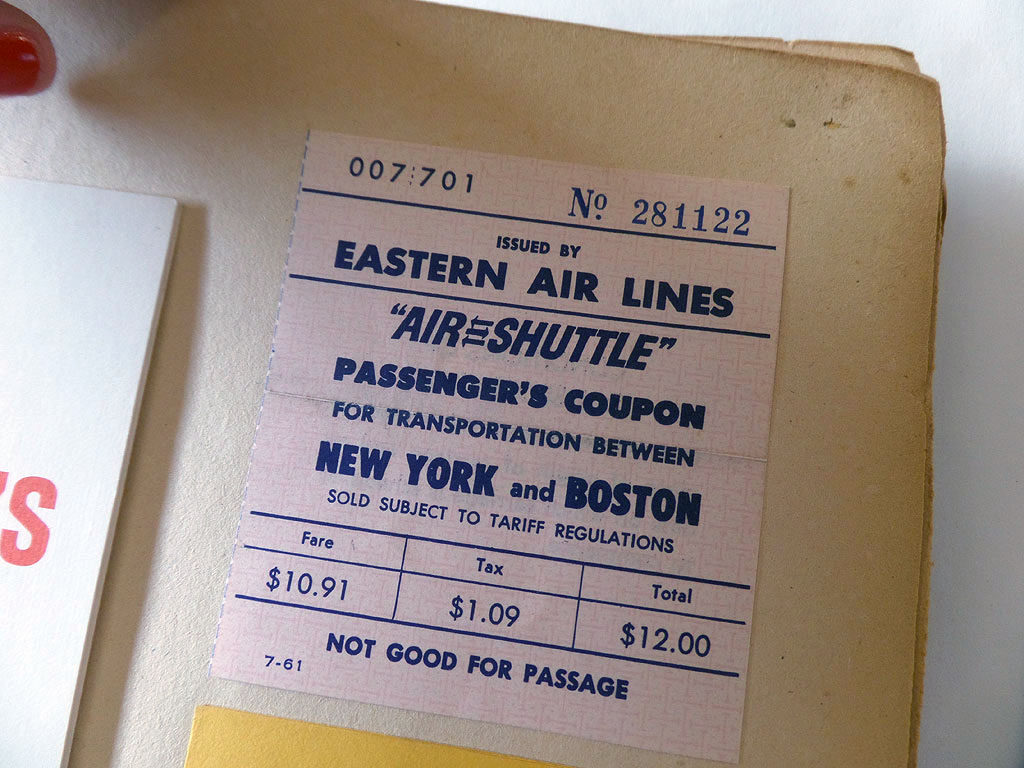 007 701
Nº 281122
ISSUED BY
EASTERN AIR LINES
"AIR-SHUTTLE"
PASSENGER'S COUPON
FOR TRANSPORTATION BETWEEN
NEW YORK and BOSTON
SOLD SUBJECT TO TARIFF REGULATIONS
Fare Tax Total
$10.91 $1.09 $12.00
NOT GOOD FOR PASSAGE
7-61